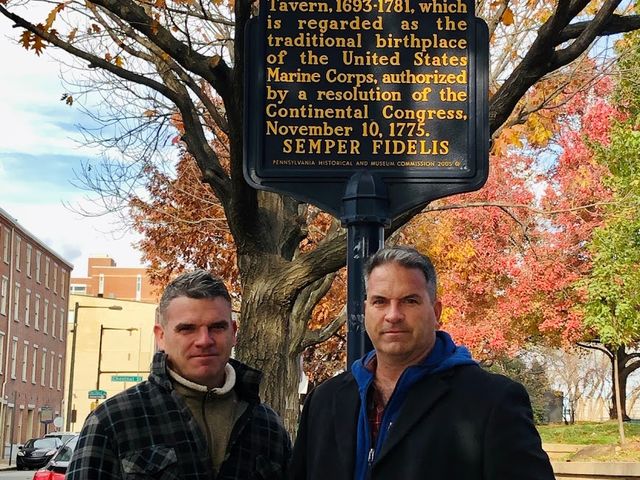 Tavern, 1693-1781, which
is regarded as the
traditional birthplace
of the United States
Marine Corps, authorized
by a resolution of the
Continental Congress,
November 10, 1775.
SEMPER FIDELIS
PENNSYLVANIA HISTORICAL AND MUSEUM COMMISSION 2005